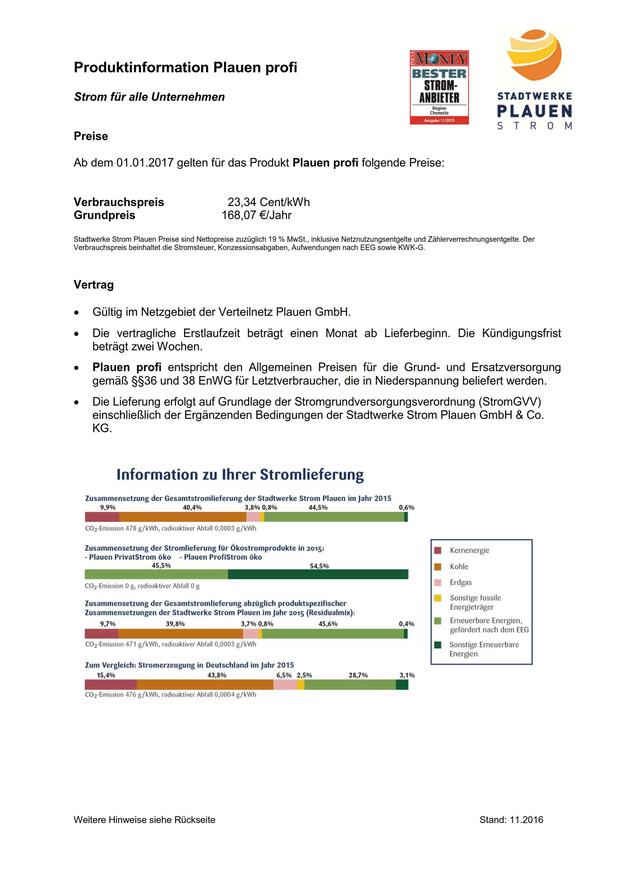 Produktinformation Plauen profi
Strom für alle Unternehmen
MONEY
BESTER
STROM-
ANBIETER
Region
Chemnitz
Ausgabe 11/2015
STADTWERKE
PLAUEN
STROM
Preise
Ab dem 01.01.2017 gelten für das Produkt Plauen profi folgende Preise:
Verbrauchspreis 23,34 Cent/kWh
Grundpreis 168,07 €/Jahr
Stadtwerke Strom Plauen Preise sind Nettopreise zuzüglich 19 % MwSt., inklusive Netznutzungsentgelte und Zählerverrechnungsentgelte. Der
Verbrauchspreis beinhaltet die Stromsteuer, Konzessionsabgaben, Aufwendungen nach EEG sowie KWK-G.
Vertrag
• Gültig im Netzgebiet der Verteilnetz Plauen GmbH.
• Die vertragliche Erstlaufzeit beträgt einen Monat ab Lieferbeginn. Die Kündigungsfrist
beträgt zwei Wochen.
• Plauen profi entspricht den Allgemeinen Preisen für die Grund- und Ersatzversorgung
gemäß §§36 und 38 EnWG für Letztverbraucher, die in Niederspannung beliefert werden.
• Die Lieferung erfolgt auf Grundlage der Stromgrundversorgungsverordnung (StromGVV)
einschließlich der Ergänzenden Bedingungen der Stadtwerke Strom Plauen GmbH & Co.
KG.
Information zu Ihrer Stromlieferung
Zusammensetzung der Gesamtstromlieferung der Stadtwerke Strom Plauen im Jahr 2015
9,9% 40,4% 3,8% 0,8% 44,5% 0,6%
CO2-Emission 478 g/kWh, radioaktiver Abfall 0,0003 g/kWh
Zusammensetzung der Stromlieferung für Ökostromprodukte in 2015:
- Plauen PrivatStrom öko - Plauen ProfiStrom öko
45,5% 54,5%
CO2-Emission 0 g, radioaktiver Abfall 0 g
Zusammensetzung der Gesamtstromlieferung abzüglich produktspezifischer
Zusammensetzungen der Stadtwerke Strom Plauen im Jahr 2015 (Residualmix):
9,7% 39,8% 3,7% 0,8% 45,6% 0,4%
CO2-Emission 471 g/kWh, radioaktiver Abfall 0,0003 g/kWh
Zum Vergleich: Stromerzeugung in Deutschland im Jahr 2015
15,4% 43,8% 6,5% 2,5% 28,7% 3,1%
CO2-Emission 476 g/kWh, radioaktiver Abfall 0,0004 g/kWh
Kernenergie
Kohle
Erdgas
Sonstige fossile
Energieträger
Erneuerbare Energien,
gefördert nach dem EEG
Sonstige Erneuerbare
Energien
Weitere Hinweise siehe Rückseite Stand: 11.2016